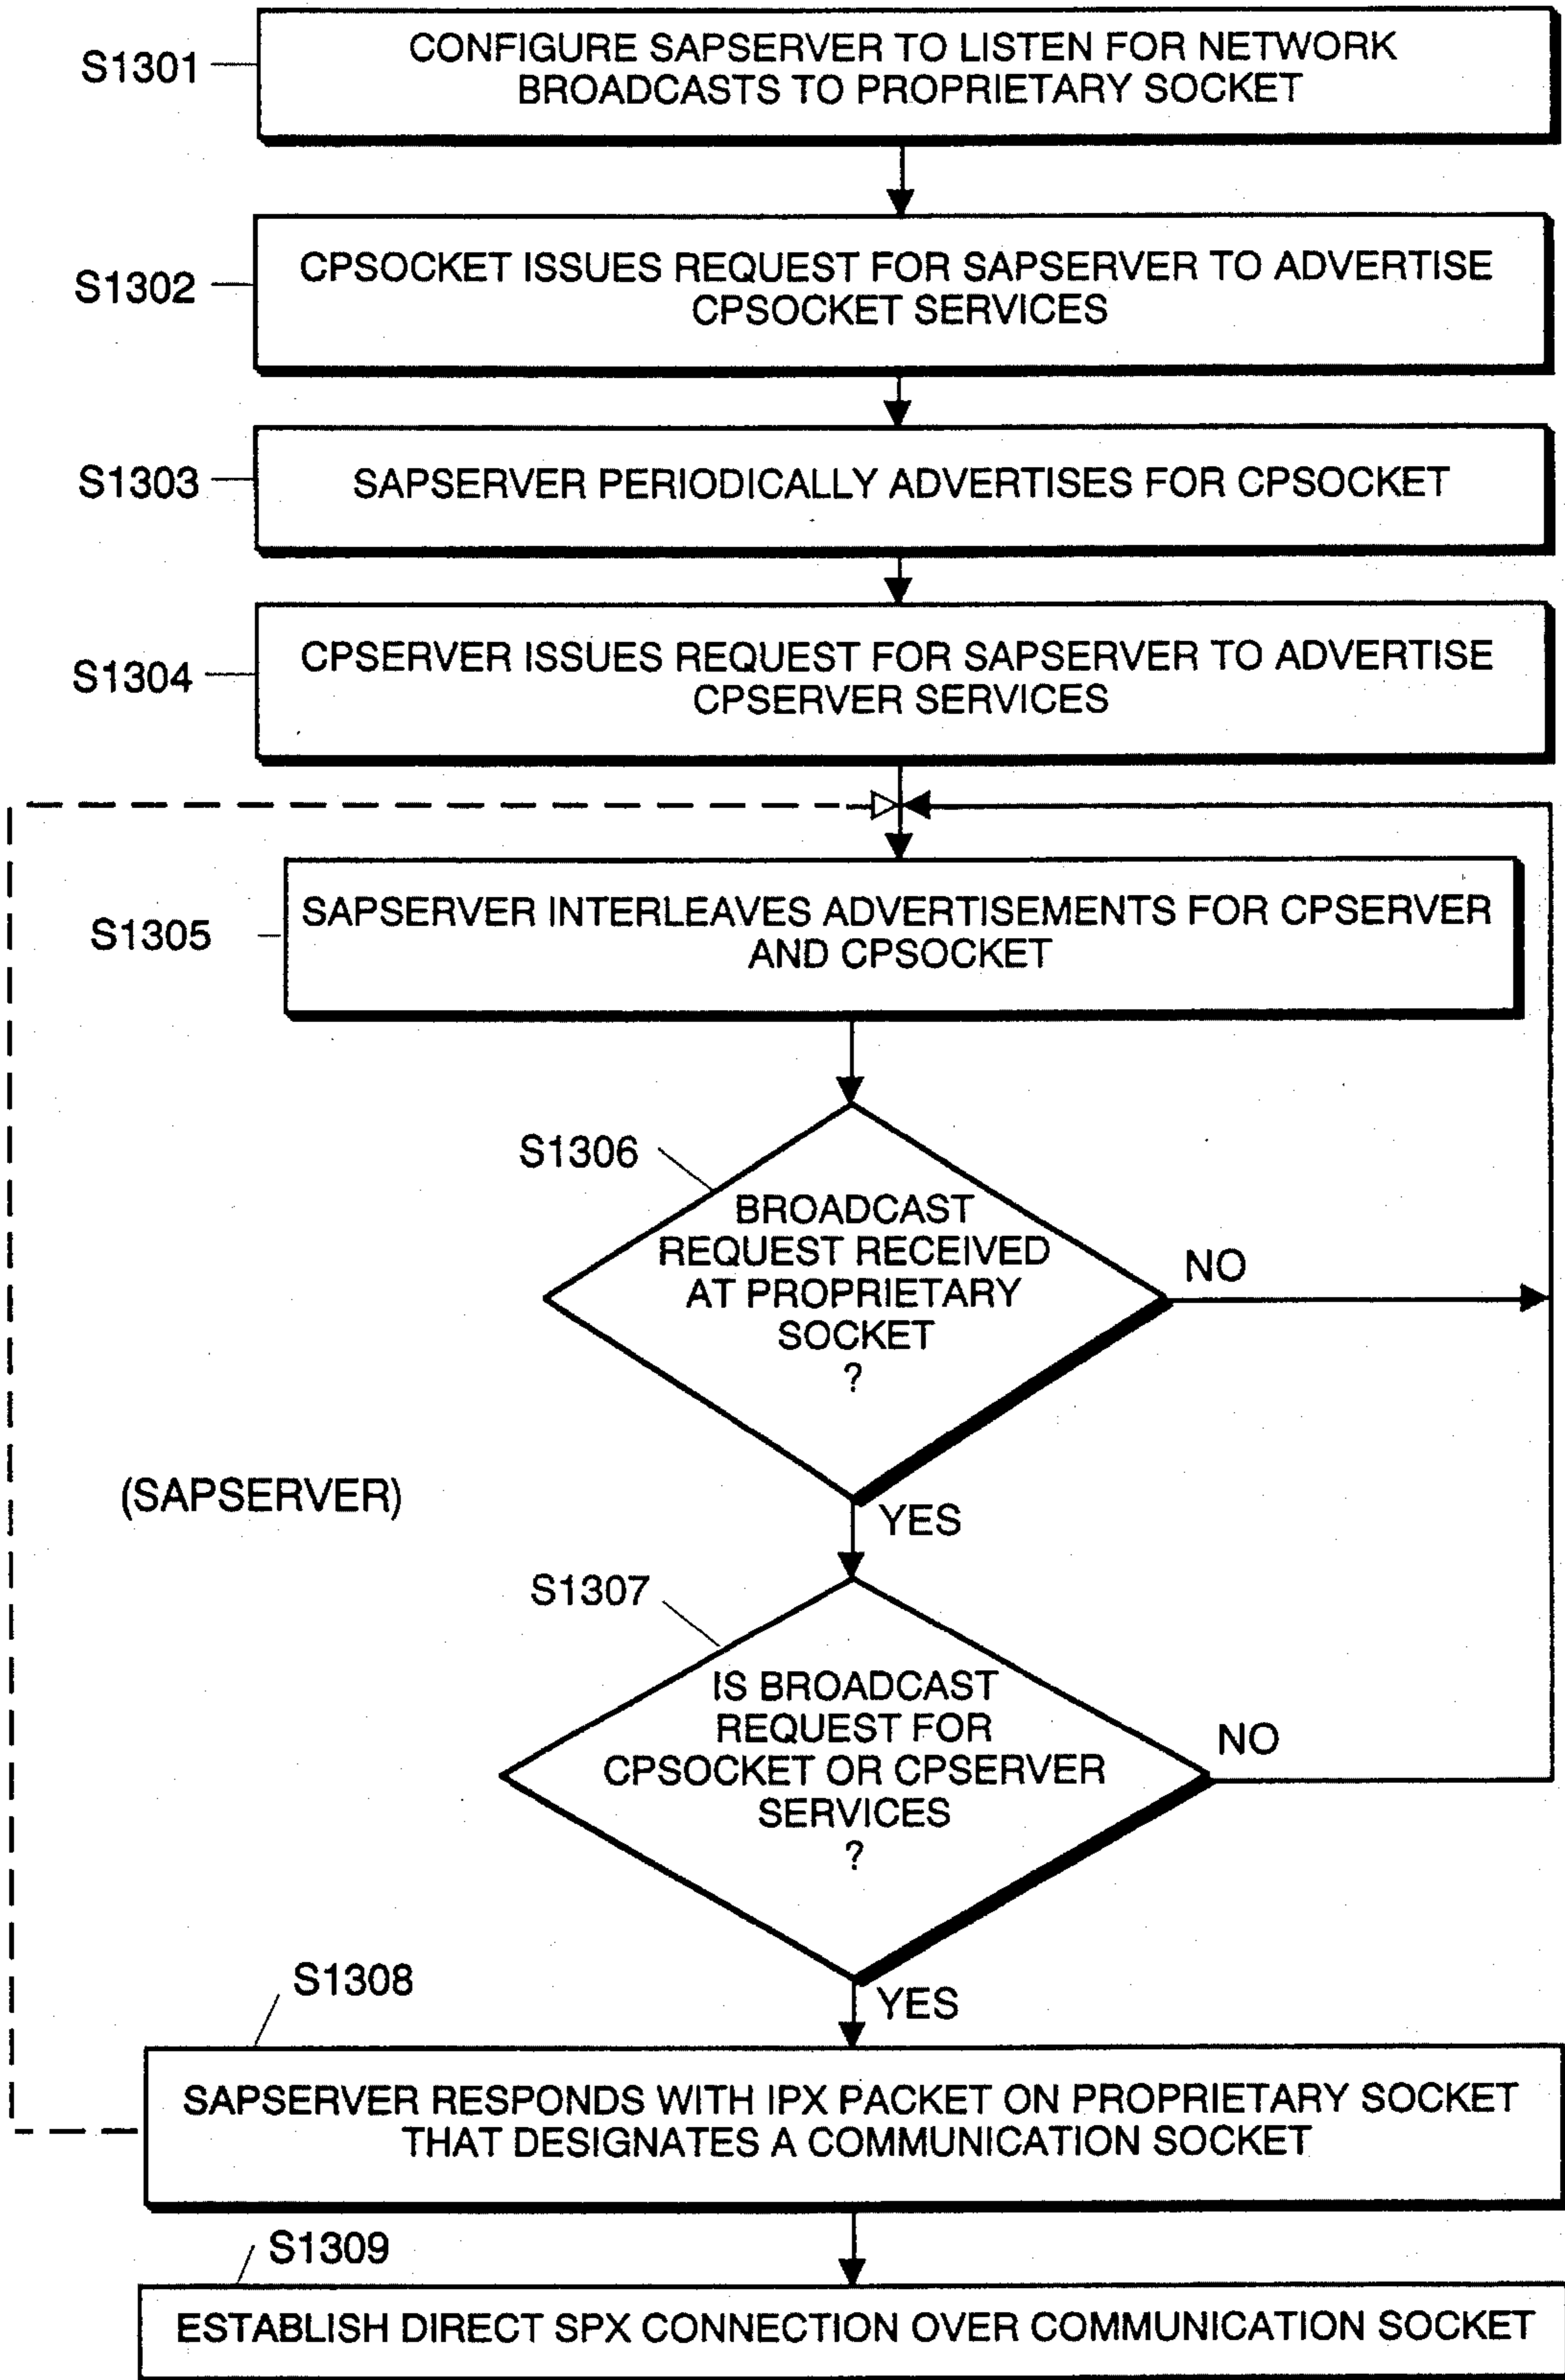 S1301
CONFIGURE SAPSERVER TO LISTEN FOR NETWORK
BROADCASTS TO PROPRIETARY SOCKET
S1302
CPSOCKET ISSUES REQUEST FOR SAPSERVER TO ADVERTISE
CPSOCKET SERVICES
S1303
SAPSERVER PERIODICALLY ADVERTISES FOR CPSOCKET
S1304
CPSERVER ISSUES REQUEST FOR SAPSERVER TO ADVERTISE
CPSERVER SERVICES
S1305
SAPSERVER INTERLEAVES ADVERTISEMENTS FOR CPSERVER
AND CPSOCKET
S1306
BROADCAST
REQUEST RECEIVED
AT PROPRIETARY
SOCKET
?
NO
(SAPSERVER)
YES
S1307
IS BROADCAST
REQUEST FOR
CPSOCKET OR CPSERVER
SERVICES
?
NO
YES
S1308
SAPSERVER RESPONDS WITH IPX PACKET ON PROPRIETARY SOCKET
THAT DESIGNATES A COMMUNICATION SOCKET
S1309
ESTABLISH DIRECT SPX CONNECTION OVER COMMUNICATION SOCKET